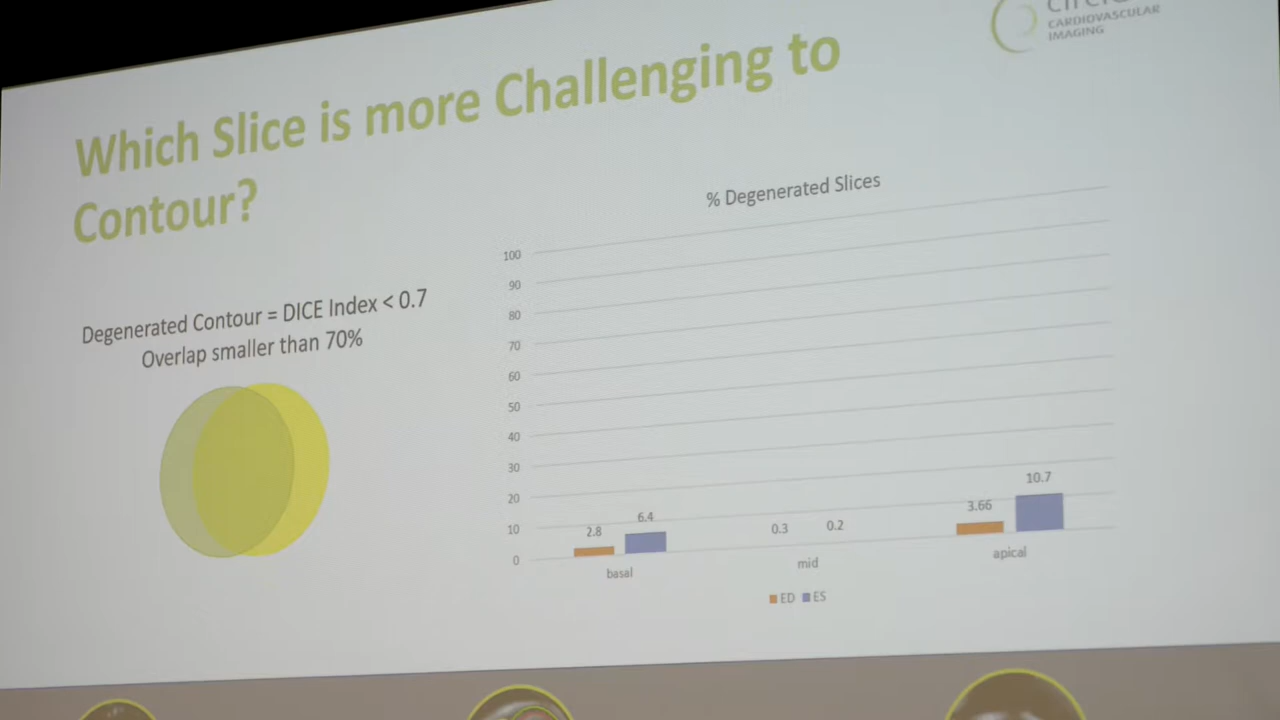 CARDIOVASCULAR
IMAGING
Which Slice is more Challenging to
Contour?
Degenerated Contour = DICE Index < 0.7
Overlap smaller than 70%
% Degenerated Slices
100
90
80
70
60
50
40
30
20
10
0
2.8
6.4
0.3
0.2
3.66
10.7
basal
mid
apical
ED
ES